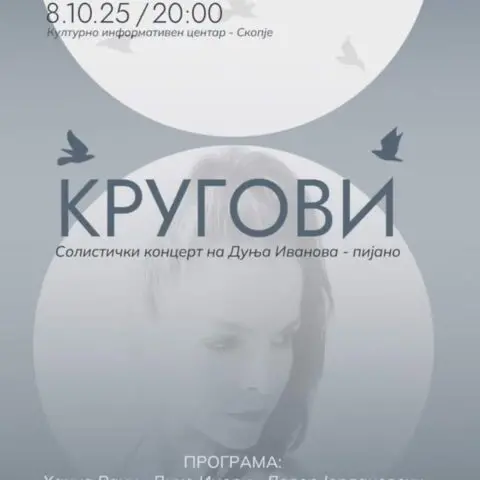 8.10.25 / 20:00
Културно информативен центар - Скопје
КРУГОВИ
Солистички концерт на Дуња Иванова - пијано
ПРОГРАМА: